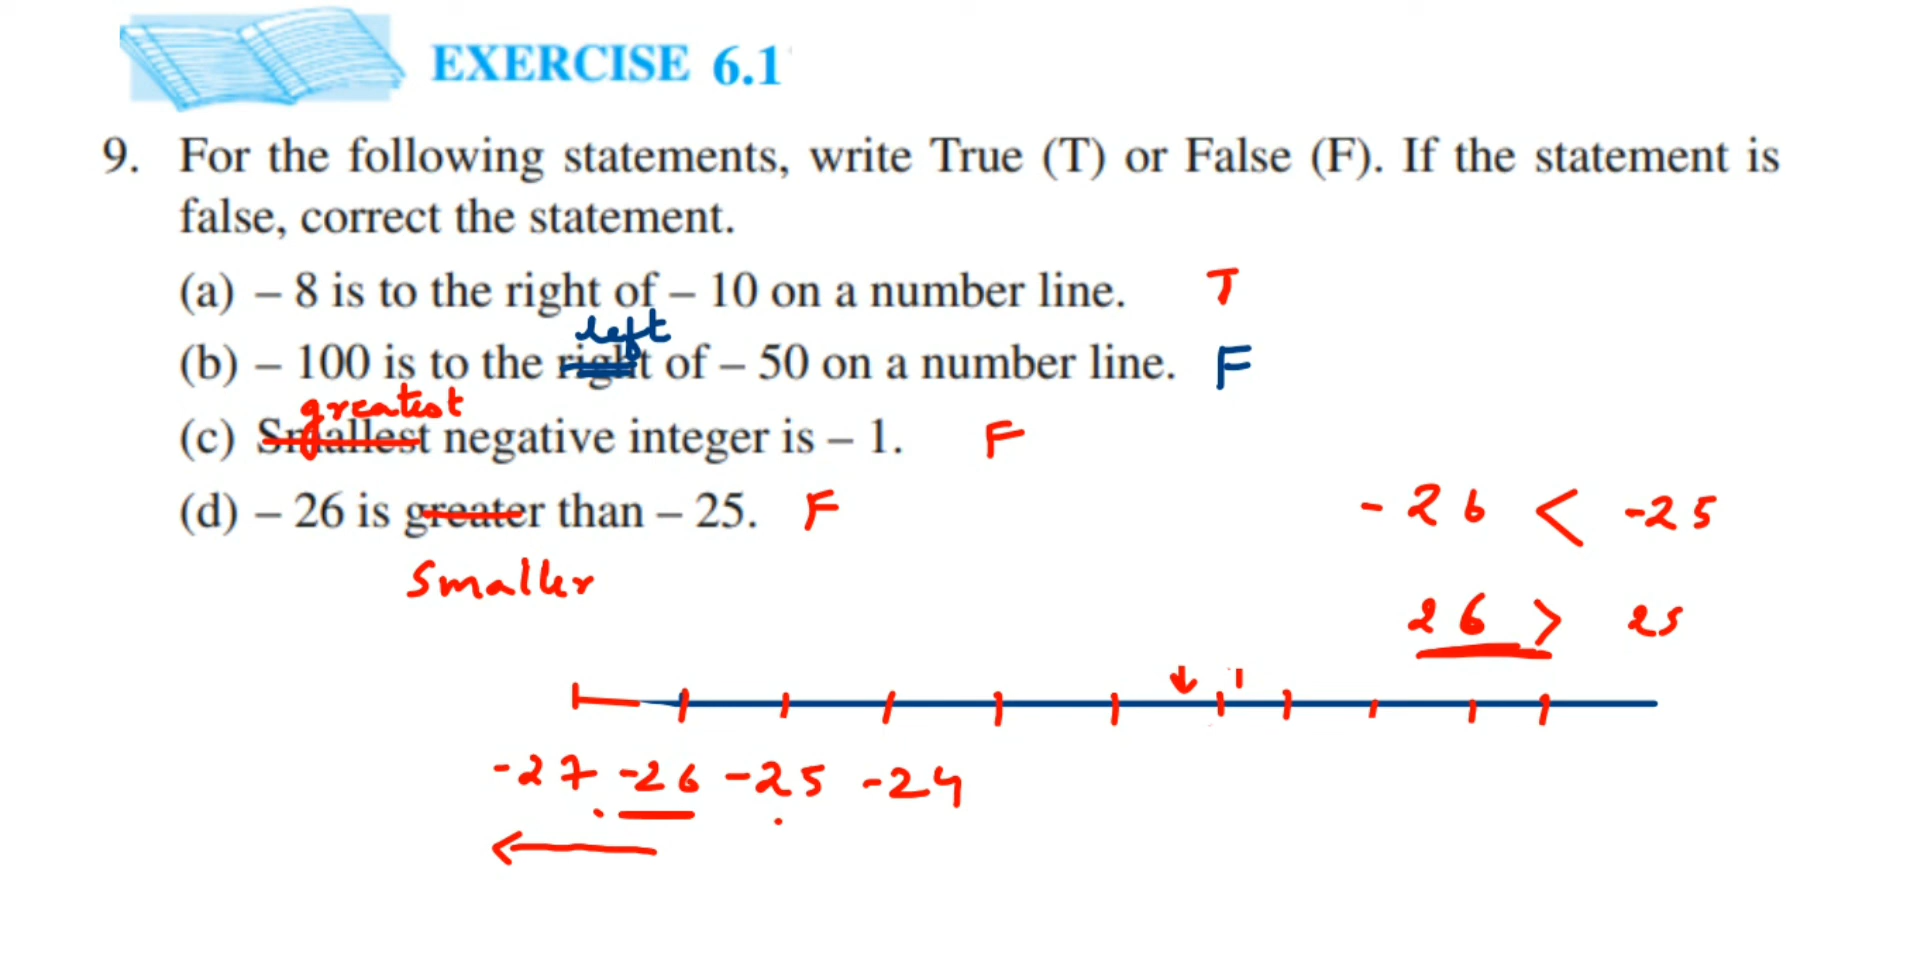 EXERCISE 6.1
9. For the following statements, write True (T) or False (F). If the statement is
false, correct the statement.
(a) – 8 is to the right of – 10 on a number line. T
left
(b) – 100 is to the right of – 50 on a number line. F
greatest
(c) Smallest negative integer is – 1. F
(d) – 26 is greater than – 25. F
-26 < -25
Smaller
26 > 25
-27 -26 -25 -24